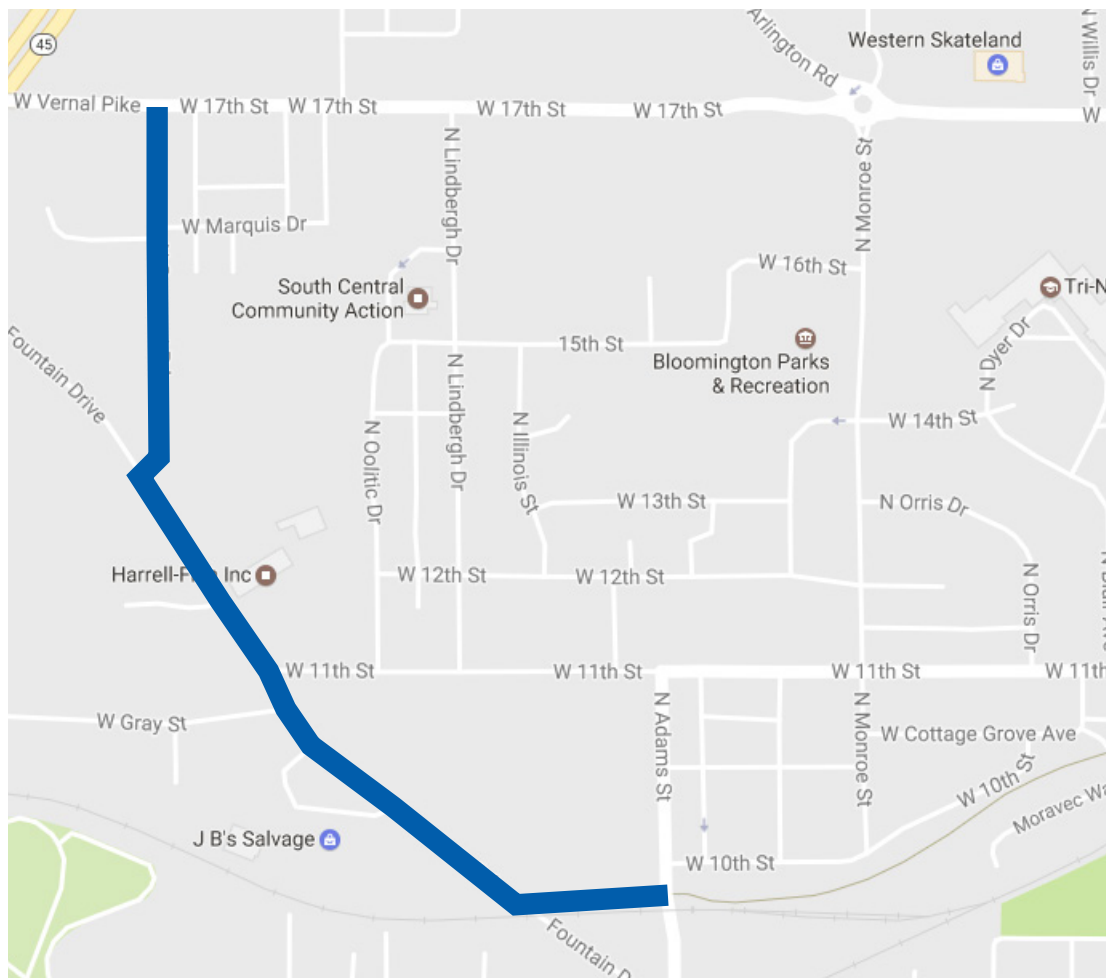 45
Arlington Rd
Western Skateland
N Willis Dr
W Vernal Pike
W 17th St
W 17th St
W 17th St
W 17th St
W
N Lindbergh Dr
N Monroe St
W Marquis Dr
W 16th St
South Central
Community Action
Tri-N
Fountain Drive
15th St
Bloomington Parks
& Recreation
N Dyer Dr
N Lindbergh Dr
N Illinois St
W 14th St
N Oolitic Dr
W 13th St
N Orris Dr
Harrell-F
Inc
W 12th St
W 12th St
N Orris Dr
W 11th St
W 11th St
W 11th St
W 11th
N Adams St
N Monroe St
W Gray St
W Cottage Grove Ave
W 10th St
Moravec Wa
J B's Salvage
W 10th St
Fountain D